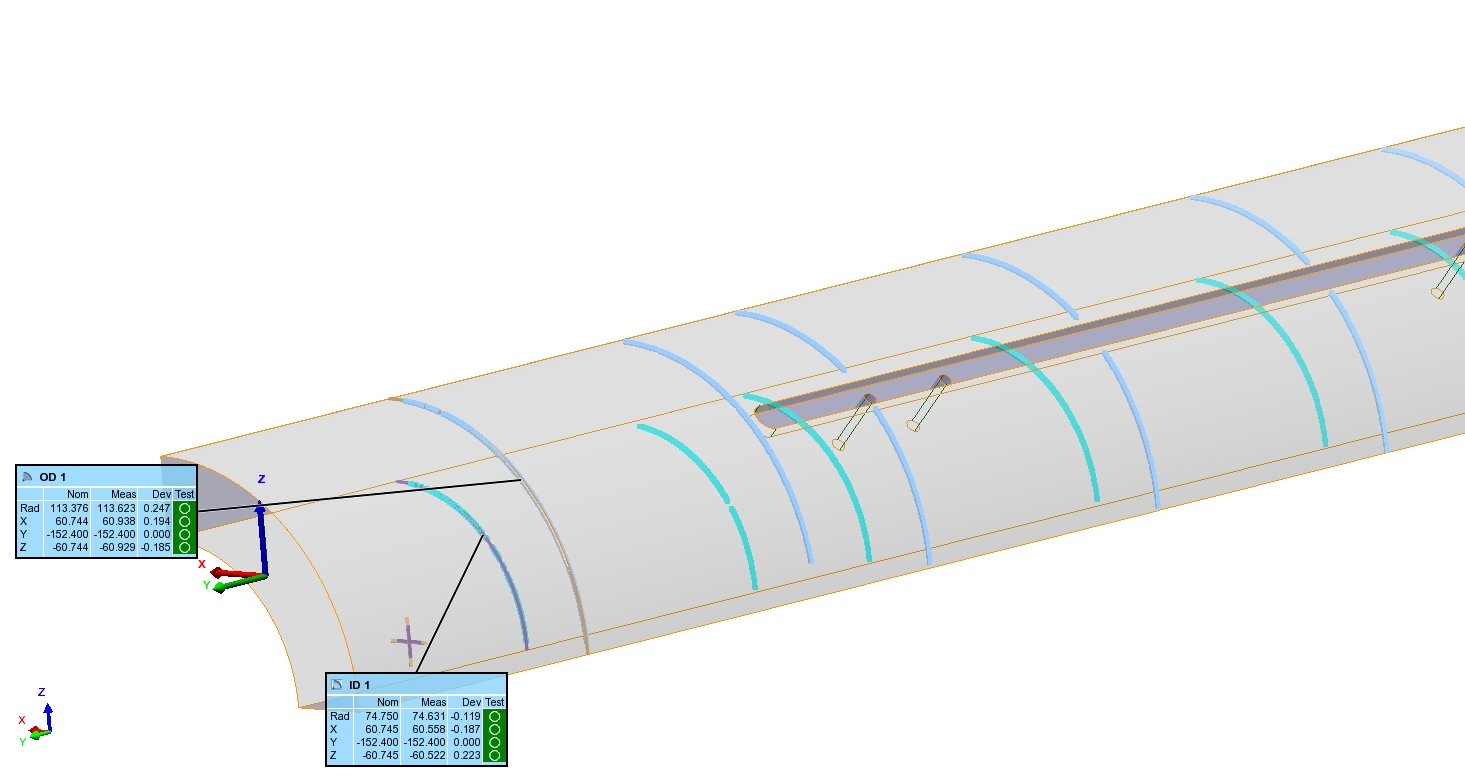 Z
OD 1
Nom Meas Dev Test
Rad 113.376 113.623 0.247
X 60.744 60.938 0.194
Y -152.400 -152.400 0.000
Z -60.744 -60.929 -0.185
X
Y
ID 1
Nom Meas Dev Test
Rad 74.750 74.631 -0.119
X 60.745 60.558 -0.187
Y -152.400 -152.400 0.000
Z -60.745 -60.522 0.223
Z
X
Y